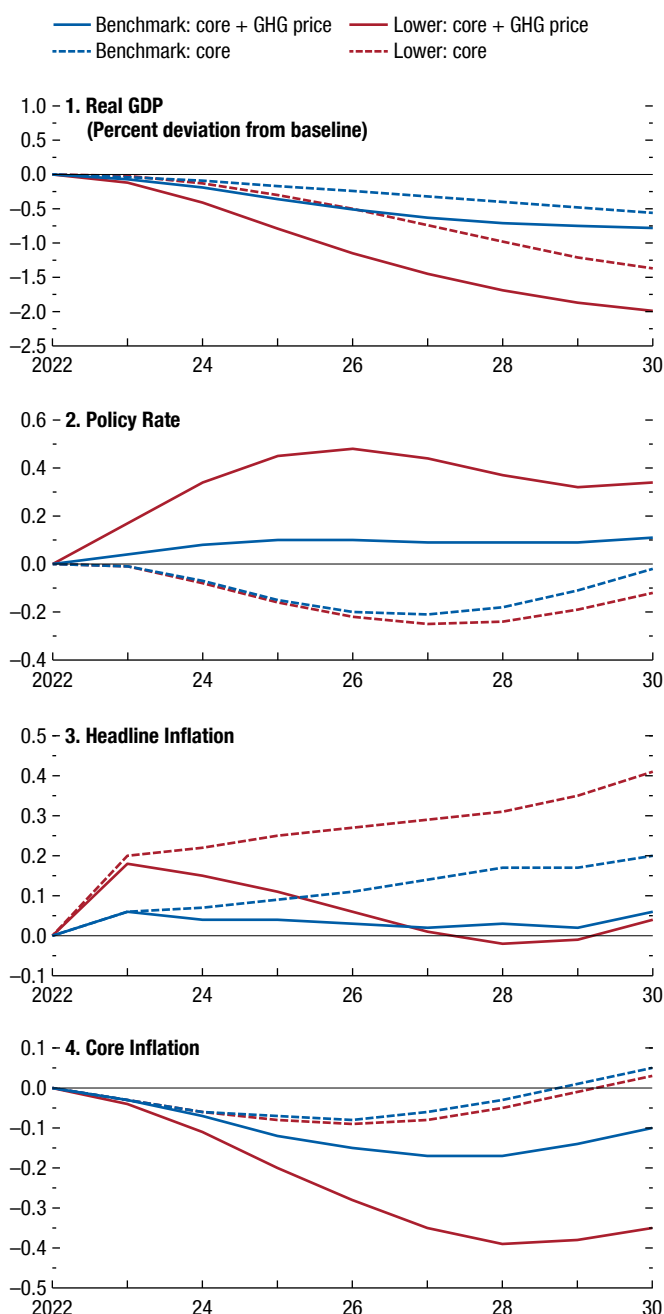 Benchmark: core + GHG price Lower: core + GHG price
Benchmark: core Lower: core
1.0
1. Real GDP
(Percent deviation from baseline)
0.5
0.0
–0.5
–1.0
–1.5
–2.0
–2.5
2022 24 26 28 30
0.6
2. Policy Rate
0.4
0.2
0.0
–0.2
–0.4
2022 24 26 28 30
0.5
3. Headline Inflation
0.4
0.3
0.2
0.1
0.0
–0.1
2022 24 26 28 30
0.1
4. Core Inflation
0.0
–0.1
–0.2
–0.3
–0.4
–0.5
2022 24 26 28 30